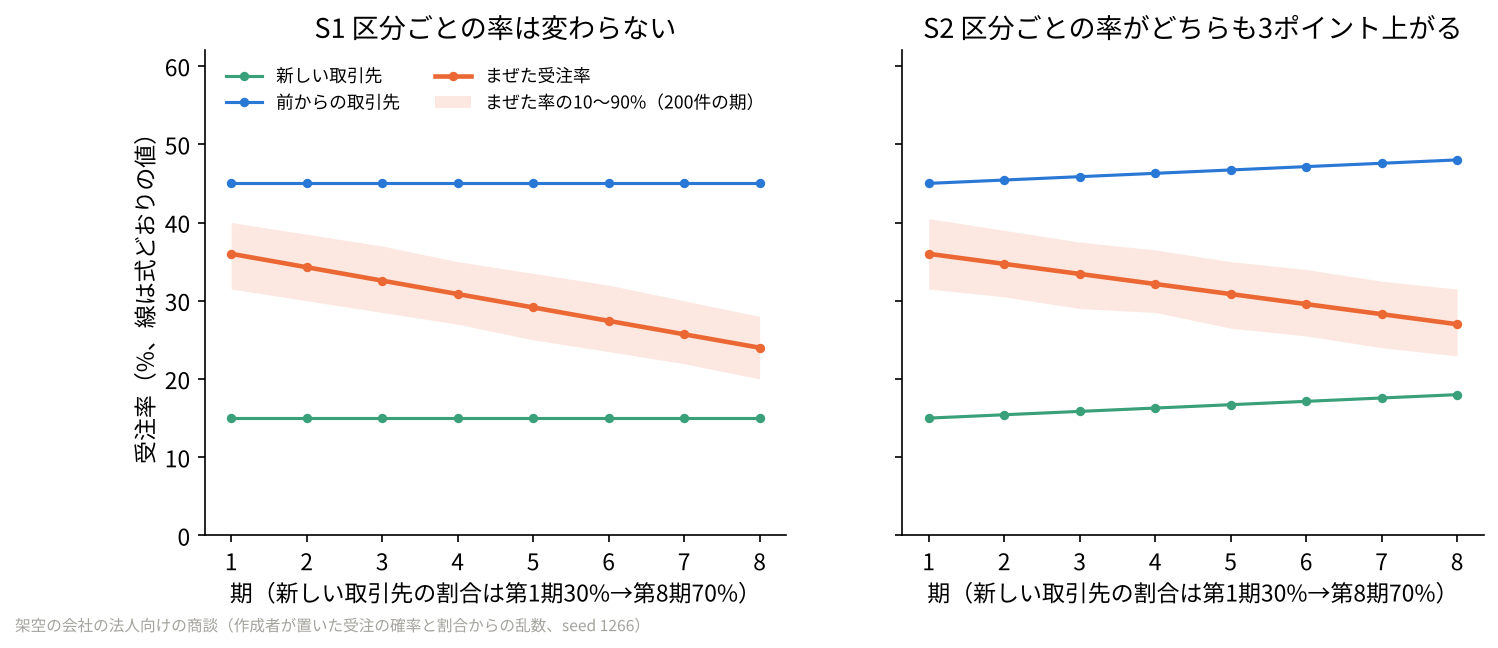 S1 区分ごとの率は変わらない
新しい取引先
前からの取引先
まぜた受注率
まぜた率の10〜90%（200件の期）
受注率（%、線は式どおりの値）
60
50
40
30
20
10
0
1 2 3 4 5 6 7 8
期（新しい取引先の割合は第1期30%→第8期70%）
S2 区分ごとの率がどちらも3ポイント上がる
1 2 3 4 5 6 7 8
期（新しい取引先の割合は第1期30%→第8期70%）
架空の会社の法人向けの商談（作成者が置いた受注の確率と割合からの乱数、seed 1266）